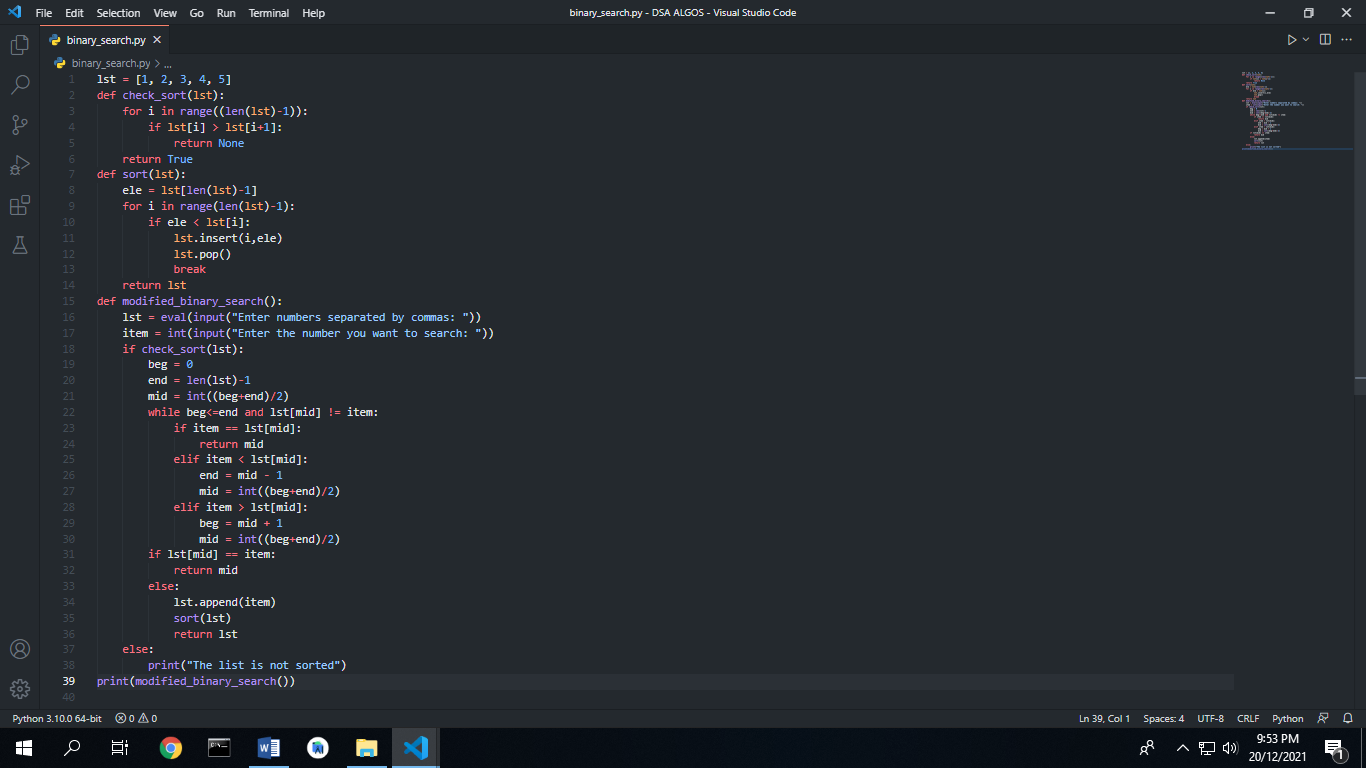 File Edit Selection View Go Run Terminal Help binary_search.py - DSA ALGOS - Visual Studio Code
binary_search.py
binary_search.py > ...
1 lst = [1, 2, 3, 4, 5]
2 def check_sort(lst):
3     for i in range((len(lst)-1)):
4         if lst[i] > lst[i+1]:
5             return None
6     return True
7 def sort(lst):
8     ele = lst[len(lst)-1]
9     for i in range(len(lst)-1):
10         if ele < lst[i]:
11             lst.insert(i,ele)
12             lst.pop()
13             break
14     return lst
15 def modified_binary_search():
16     lst = eval(input("Enter numbers separated by commas: "))
17     item = int(input("Enter the number you want to search: "))
18     if check_sort(lst):
19         beg = 0
20         end = len(lst)-1
21         mid = int((beg+end)/2)
22         while beg<=end and lst[mid] != item:
23             if item == lst[mid]:
24                 return mid
25             elif item < lst[mid]:
26                 end = mid - 1
27                 mid = int((beg+end)/2)
28             elif item > lst[mid]:
29                 beg = mid + 1
30                 mid = int((beg+end)/2)
31         if lst[mid] == item:
32             return mid
33         else:
34             lst.append(item)
35             sort(lst)
36             return lst
37     else:
38         print("The list is not sorted")
39 print(modified_binary_search())
40
Python 3.10.0 64-bit 0 0 Ln 39, Col 1 Spaces: 4 UTF-8 CRLF Python
9:53 PM
20/12/2021
1